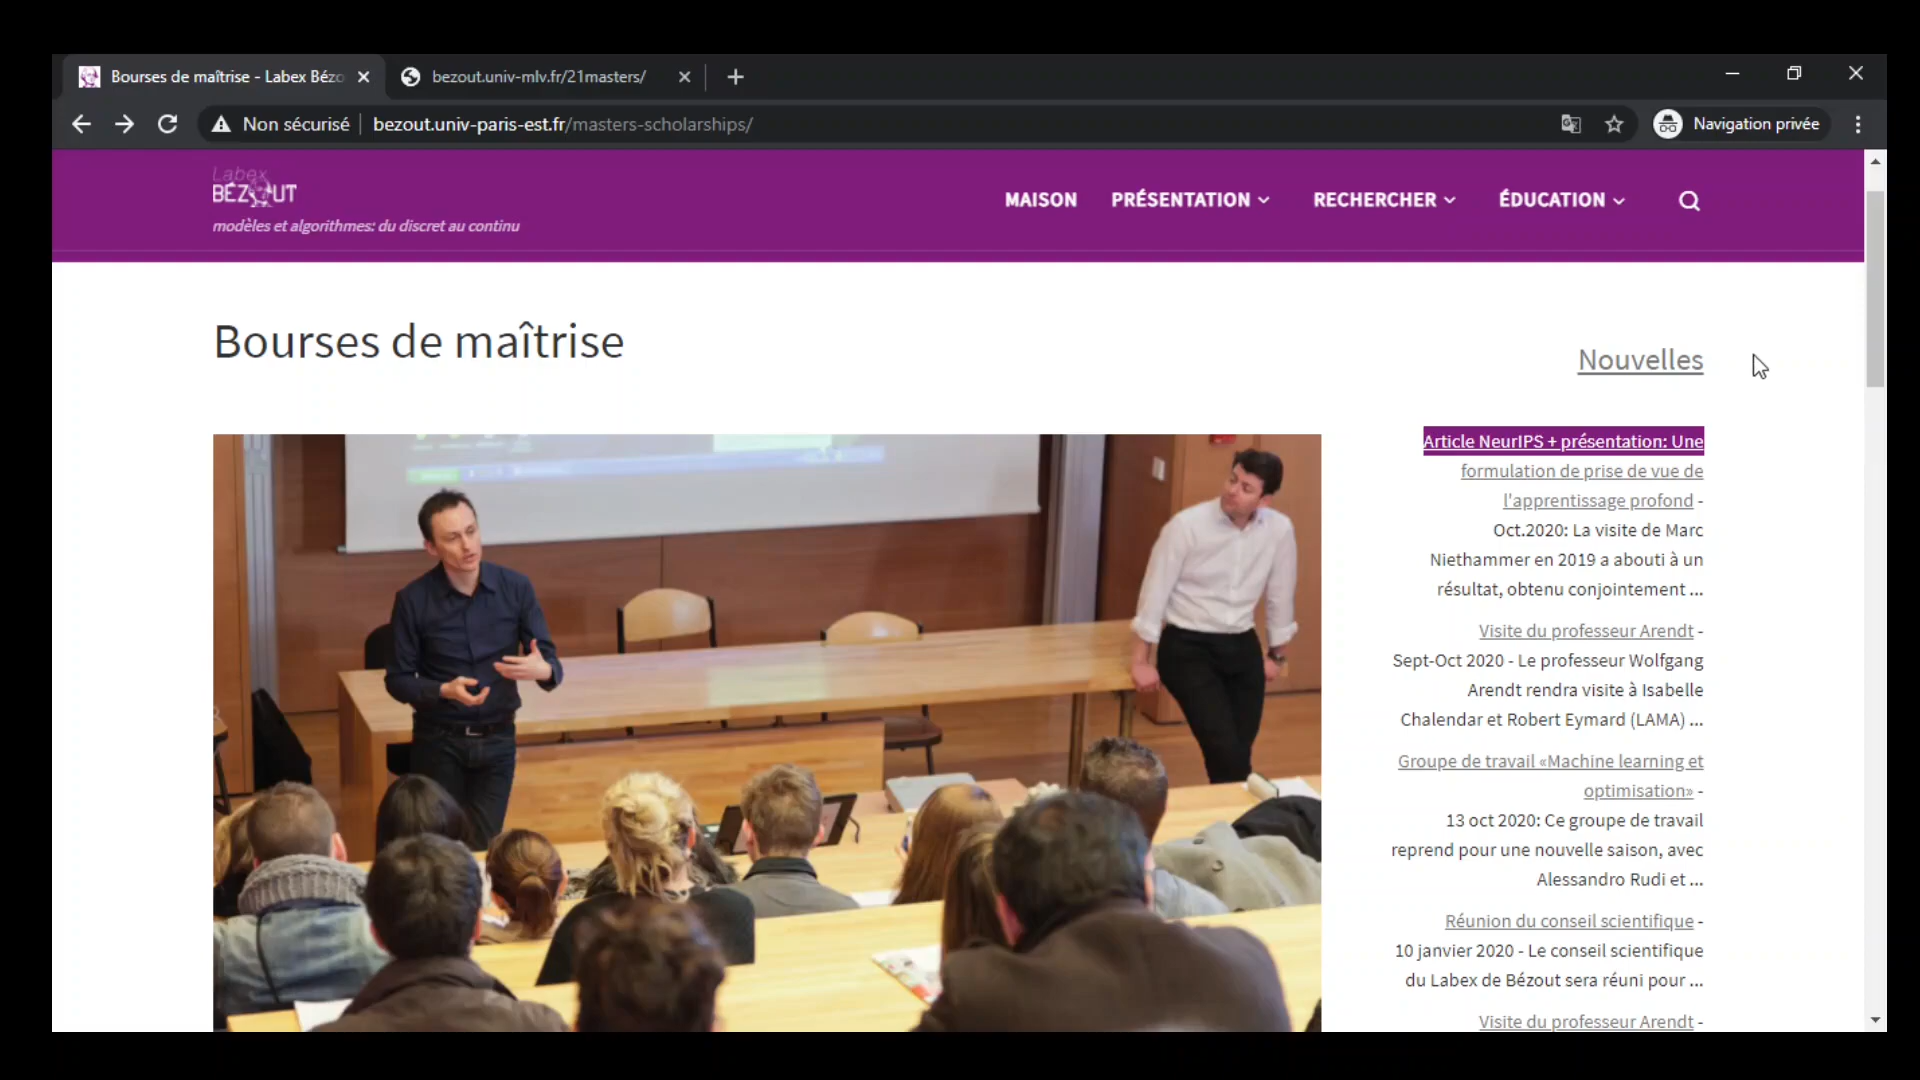 Bourses de maîtrise - Labex Bézo
bezout.univ-mlv.fr/21masters/
Non sécurisé
bezout.univ-paris-est.fr/masters-scholarships/
Navigation privée
Labex
BÉZOUT
modèles et algorithmes: du discret au continu
MAISON
PRÉSENTATION
RECHERCHER
ÉDUCATION
Bourses de maîtrise
Nouvelles
Article NeurIPS + présentation: Une
formulation de prise de vue de
l'apprentissage profond -
Oct.2020: La visite de Marc
Niethammer en 2019 a abouti à un
résultat, obtenu conjointement ...
Visite du professeur Arendt -
Sept-Oct 2020 - Le professeur Wolfgang
Arendt rendra visite à Isabelle
Chalendar et Robert Eymard (LAMA) ...
Groupe de travail «Machine learning et
optimisation» -
13 oct 2020: Ce groupe de travail
reprend pour une nouvelle saison, avec
Alessandro Rudi et ...
Réunion du conseil scientifique -
10 janvier 2020 - Le conseil scientifique
du Labex de Bézout sera réuni pour ...
Visite du professeur Arendt -